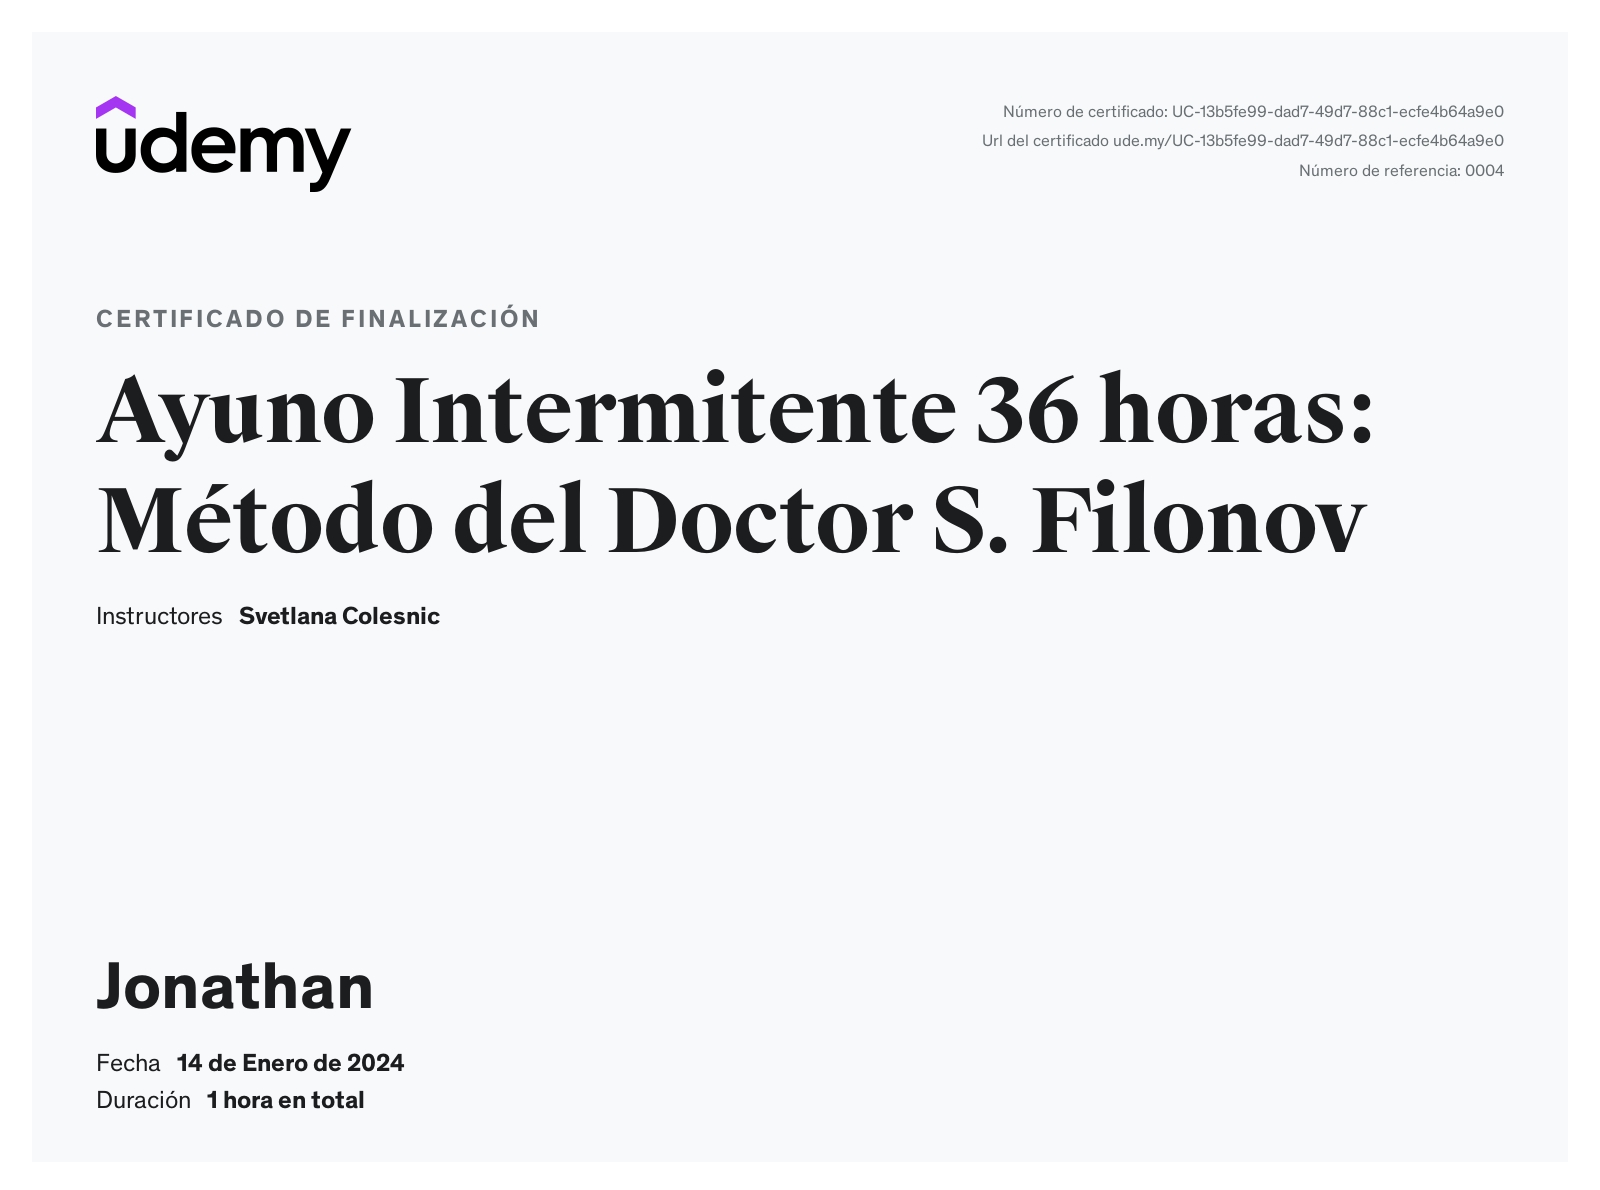 udemy
Número de certificado: UC-13b5fe99-dad7-49d7-88c1-ecfe4b64a9e0
Url del certificado ude.my/UC-13b5fe99-dad7-49d7-88c1-ecfe4b64a9e0
Número de referencia: 0004
CERTIFICADO DE FINALIZACIÓN
Ayuno Intermitente 36 horas:
Método del Doctor S. Filonov
Instructores Svetlana Colesnic
Jonathan
Fecha 14 de Enero de 2024
Duración 1 hora en total